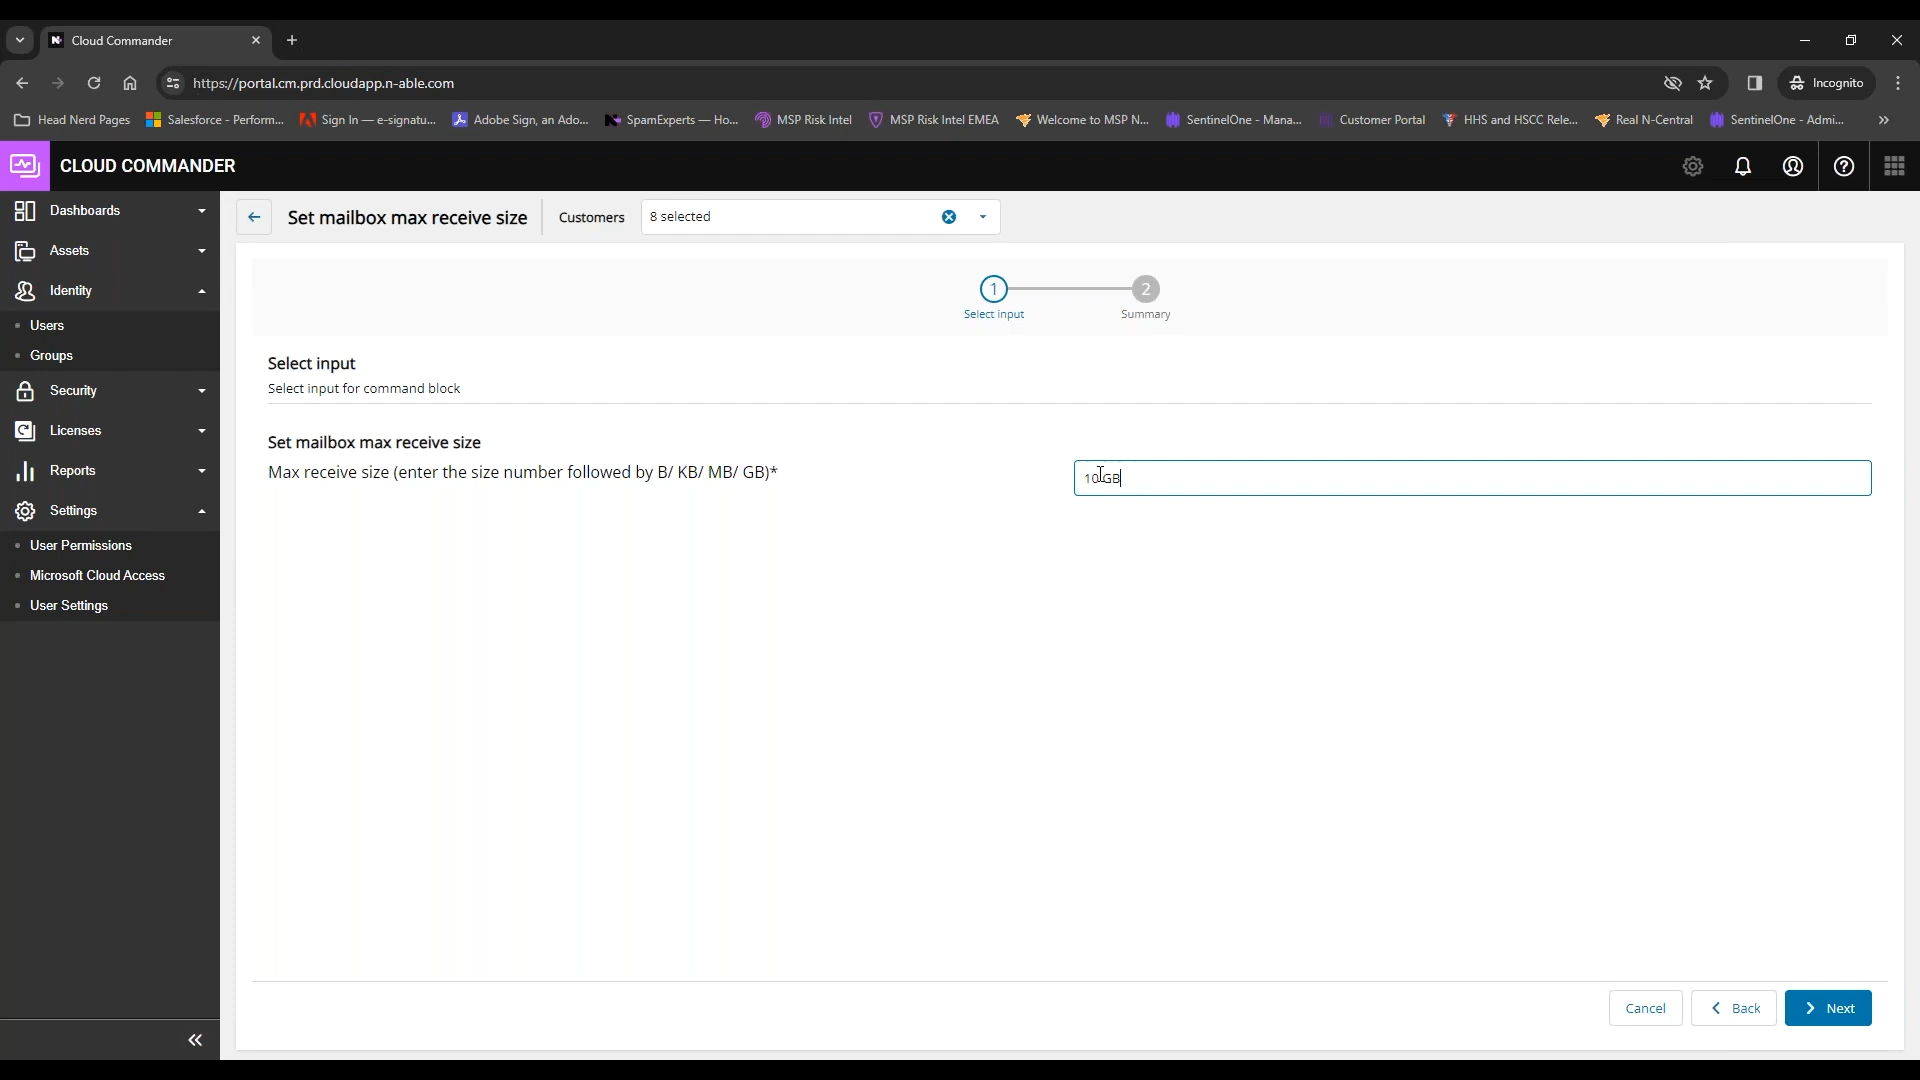 Cloud Commander
https://portal.cm.prd.cloudapp.n-able.com
Incognito
Head Nerd Pages
Salesforce - Perform...
Sign In — e-signatu...
Adobe Sign, an Ado...
SpamExperts — Ho...
MSP Risk Intel
MSP Risk Intel EMEA
Welcome to MSP N...
SentinelOne - Mana...
Customer Portal
HHS and HSCC Rele...
Real N-Central
SentinelOne - Admi...
CLOUD COMMANDER
Dashboards
Assets
Identity
Users
Groups
Security
Licenses
Reports
Settings
User Permissions
Microsoft Cloud Access
User Settings
Set mailbox max receive size
Customers
8 selected
1
2
Select input
Summary
Select input
Select input for command block
Set mailbox max receive size
Max receive size (enter the size number followed by B/ KB/ MB/ GB)*
10 GB
Cancel
Back
Next